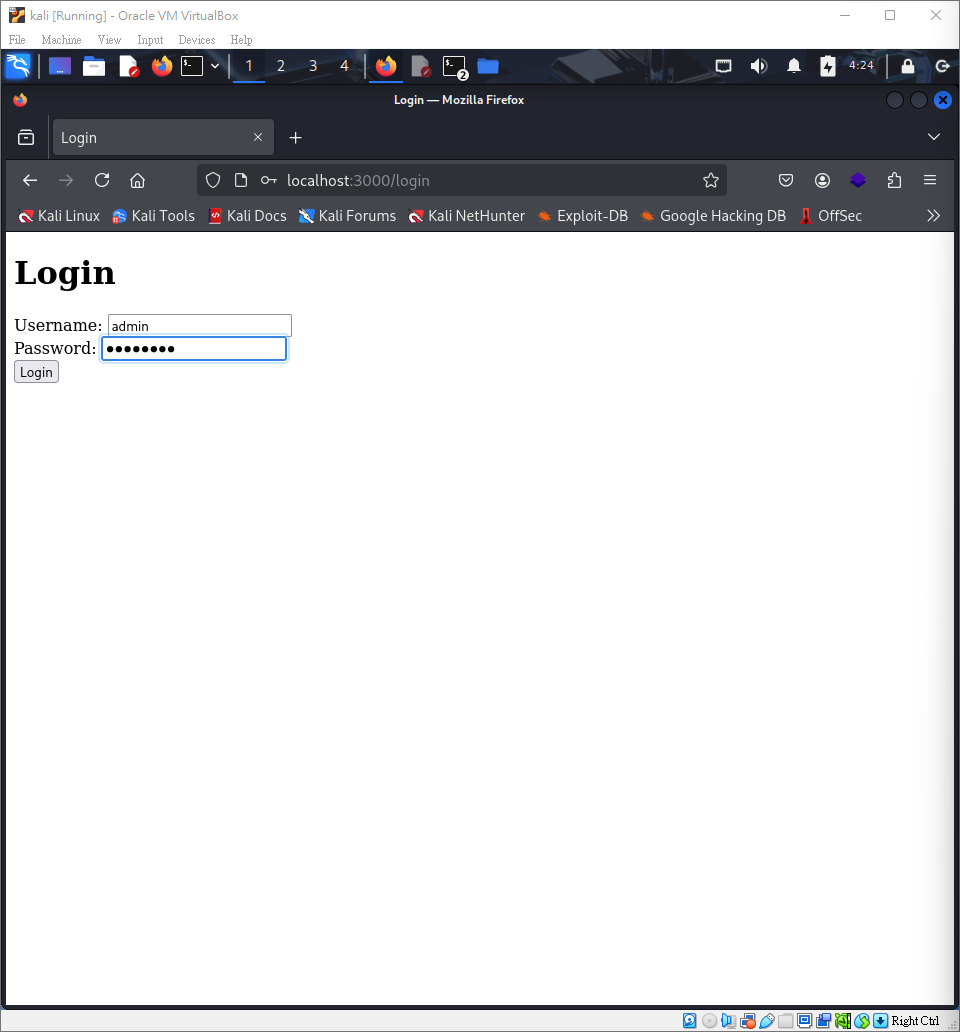 kali [Running] - Oracle VM VirtualBox
File Machine View Input Devices Help
1 2 3 4 2 4:24
Login — Mozilla Firefox
Login
localhost:3000/login
Kali Linux Kali Tools Kali Docs Kali Forums Kali NetHunter Exploit-DB Google Hacking DB OffSec
Login
Username: admin
Password: ••••••••
Login
Right Ctrl